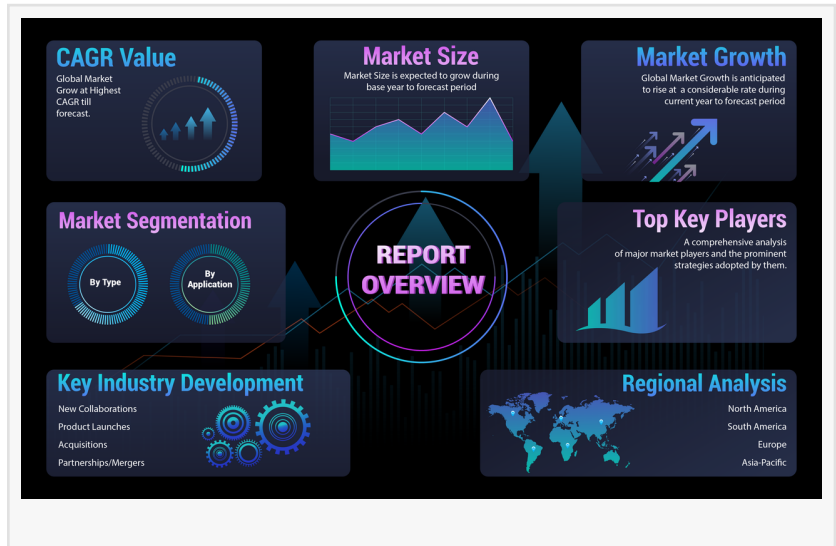 CAGR Value
Global Market
Grow at Highest
CAGR till
forecast.
Market Size
Market Size is expected to grow during
base year to forecast period
Market Growth
Global Market Growth is anticipated
to rise at a considerable rate during
current year to forecast period
Market Segmentation
By Type
By
Application
REPORT
OVERVIEW
Top Key Players
A comprehensive analysis
of major market players and the prominent
strategies adopted by them.
Key Industry Development
New Collaborations
Product Launches
Acquisitions
Partnerships/Mergers
Regional Analysis
North America
South America
Europe
Asia-Pacific